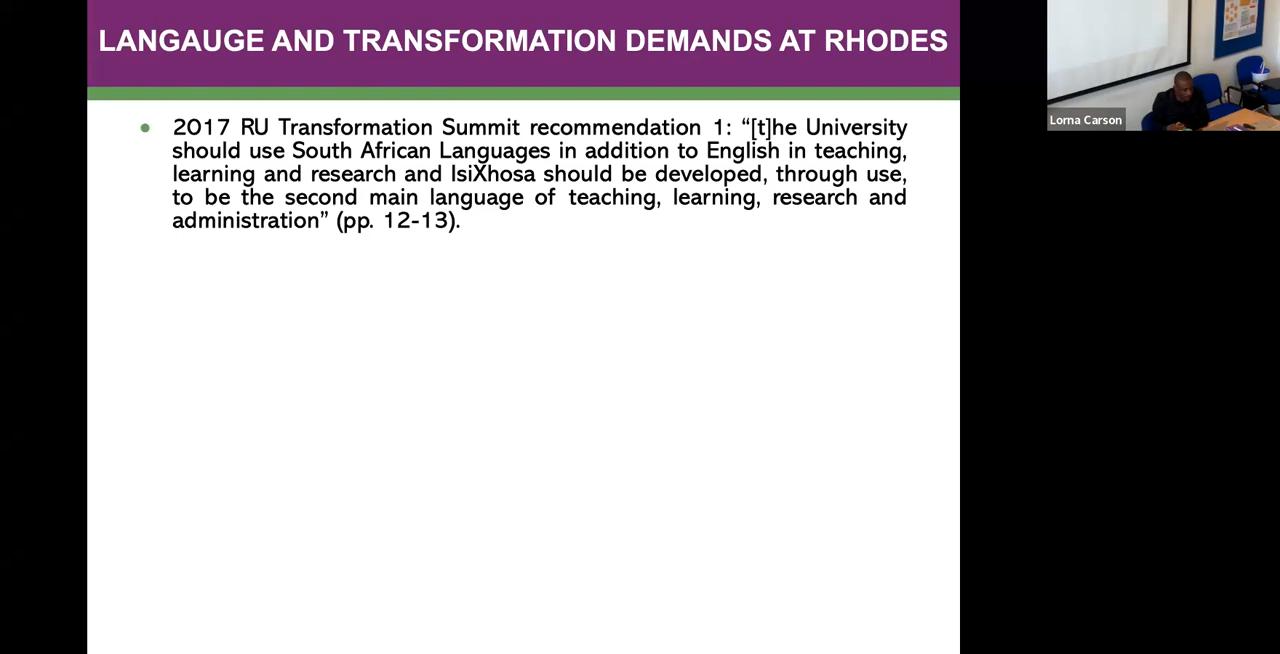 LANGAUGE AND TRANSFORMATION DEMANDS AT RHODES
• 2017 RU Transformation Summit recommendation 1: “[t]he University
should use South African Languages in addition to English in teaching,
learning and research and IsiXhosa should be developed, through use,
to be the second main language of teaching, learning, research and
administration” (pp. 12-13).
Lorna Carson